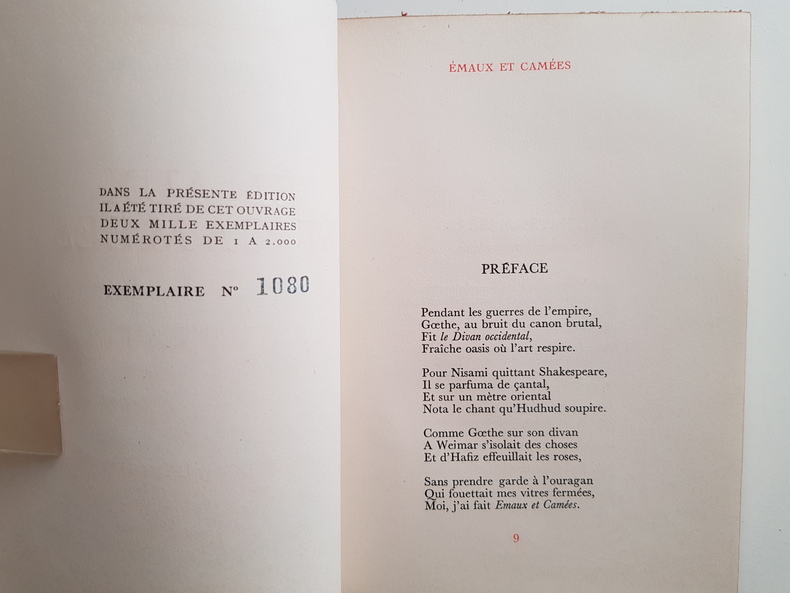 DANS LA PRÉSENTE ÉDITION
IL A ÉTÉ TIRÉ DE CET OUVRAGE
DEUX MILLE EXEMPLAIRES
NUMÉROTÉS DE 1 A 2.000
EXEMPLAIRE Nº 1080
ÉMAUX ET CAMÉES
PRÉFACE
Pendant les guerres de l'empire,
Gœthe, au bruit du canon brutal,
Fit le Divan occidental,
Fraîche oasis où l'art respire.
Pour Nisami quittant Shakespeare,
Il se parfuma de çantal,
Et sur un mètre oriental
Nota le chant qu'Hudhud soupire.
Comme Gœthe sur son divan
A Weimar s'isolait des choses
Et d'Hafiz effeuillait les roses,
Sans prendre garde à l'ouragan
Qui fouettait mes vitres fermées,
Moi, j'ai fait Emaux et Camées.
9